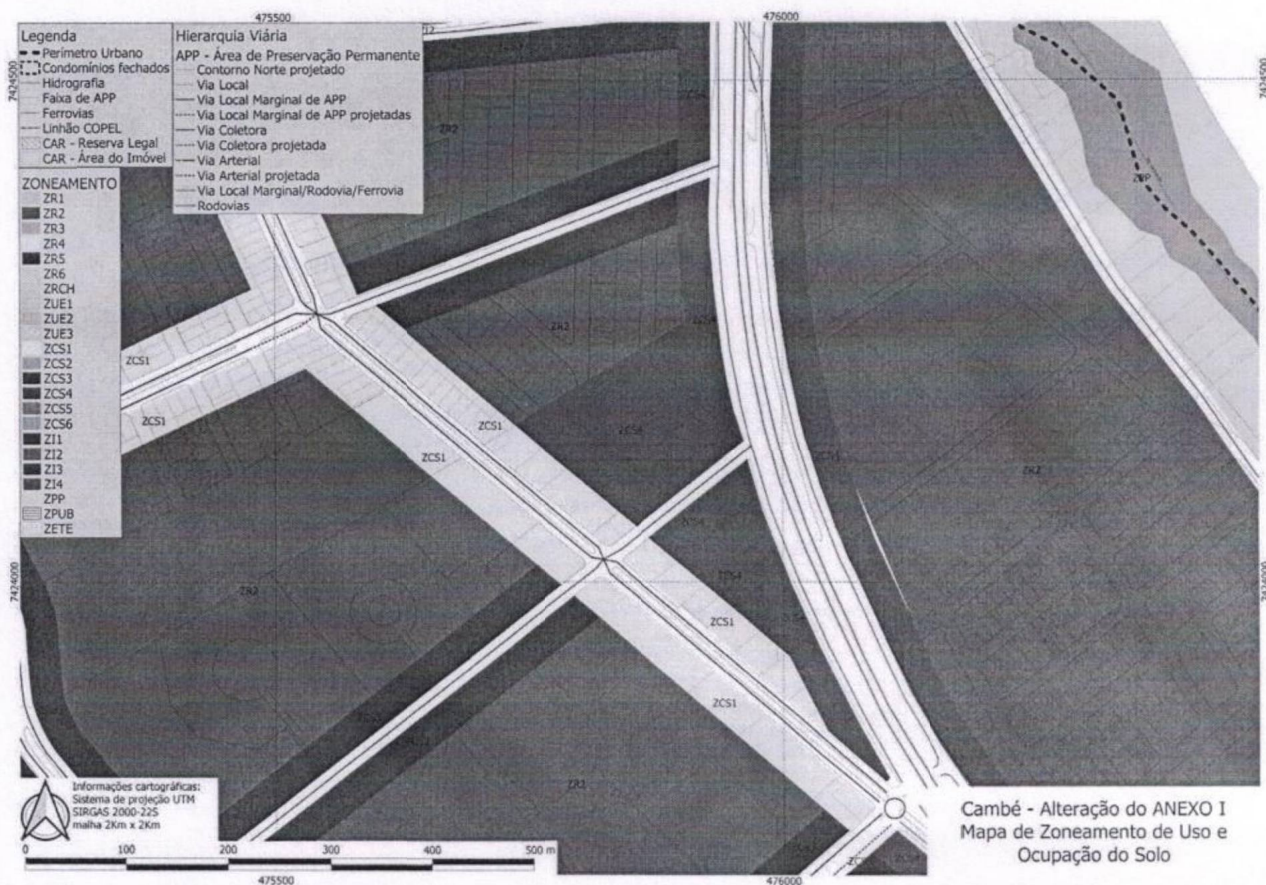 475500
476000
7424500
7424500
Legenda
Perímetro Urbano
Condomínios fechados
Hidrografia
Faixa de APP
Ferrovias
Linhão COPEL
CAR - Reserva Legal
CAR - Área do Imóvel
Hierarquia Viária
APP - Área de Preservação Permanente
Contorno Norte projetado
Via Local
Via Local Marginal de APP
Via Local Marginal de APP projetadas
Via Coletora
Via Coletora projetada
Via Arterial
Via Arterial projetada
Via Local Marginal/Rodovia/Ferrovia
Rodovias
ZONEAMENTO
ZR1
ZR2
ZR3
ZR4
ZR5
ZR6
ZRCH
ZUE1
ZUE2
ZUE3
ZCS1
ZCS2
ZCS3
ZCS4
ZCS5
ZCS6
ZI1
ZI2
ZI3
ZI4
ZPP
ZPUB
ZETE
ZR2
ZPP
ZR2
ZCS1
ZCS1
ZCS1
ZCS1
ZR2
ZR2
ZCS4
ZCS1
ZCS1
7424000
7424000
Informações cartográficas:
Sistema de projeção UTM
SIRGAS 2000-22S
malha 2Km x 2Km
0 100 200 300 400 500 m
Cambé - Alteração do ANEXO I
Mapa de Zoneamento de Uso e
Ocupação do Solo
475500
476000